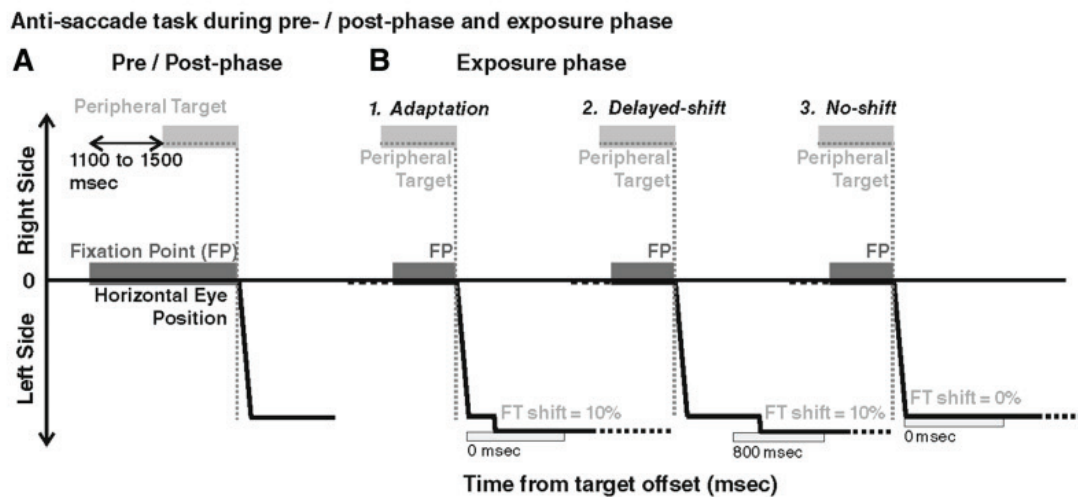 Anti-saccade task during pre- / post-phase and exposure phase
A
Pre / Post-phase
B
Exposure phase
Peripheral Target
1100 to 1500
msec
1. Adaptation
Peripheral
Target
2. Delayed-shift
Peripheral
Target
3. No-shift
Peripheral
Target
Right Side
Fixation Point (FP)
FP
FP
FP
0
Horizontal Eye
Position
Left Side
FT shift = 10%
0 msec
FT shift = 10%
800 msec
FT shift = 0%
0 msec
Time from target offset (msec)